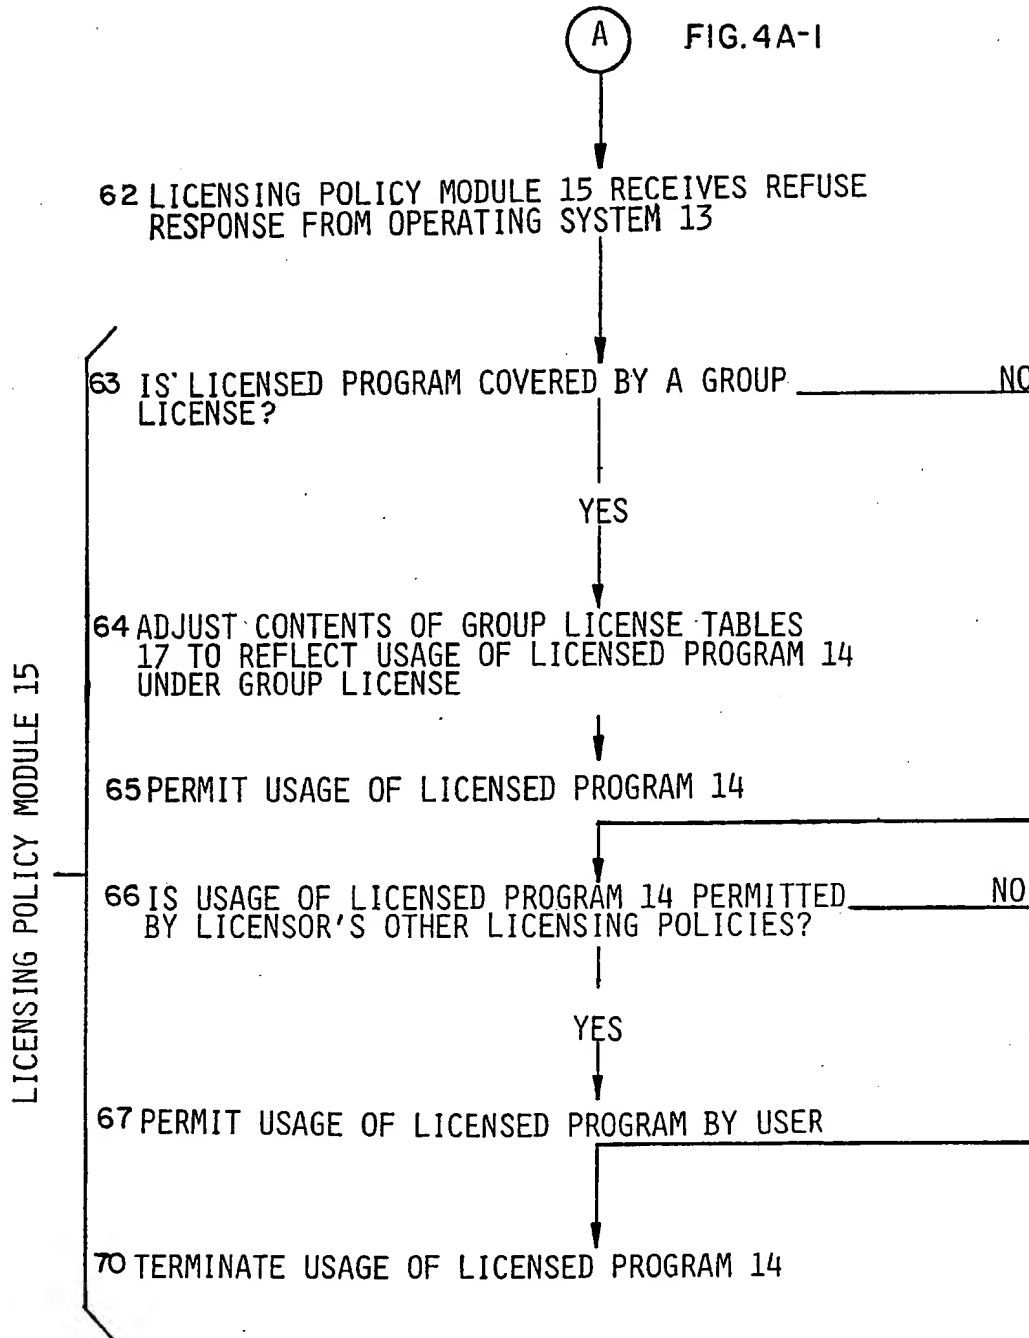 A
FIG.4A-1
62 LICENSING POLICY MODULE 15 RECEIVES REFUSE
RESPONSE FROM OPERATING SYSTEM 13
63 IS LICENSED PROGRAM COVERED BY A GROUP NO
LICENSE?
YES
64 ADJUST CONTENTS OF GROUP LICENSE TABLES
17 TO REFLECT USAGE OF LICENSED PROGRAM 14
UNDER GROUP LICENSE
65 PERMIT USAGE OF LICENSED PROGRAM 14
66 IS USAGE OF LICENSED PROGRAM 14 PERMITTED NO
BY LICENSOR'S OTHER LICENSING POLICIES?
YES
67 PERMIT USAGE OF LICENSED PROGRAM BY USER
70 TERMINATE USAGE OF LICENSED PROGRAM 14
LICENSING POLICY MODULE 15